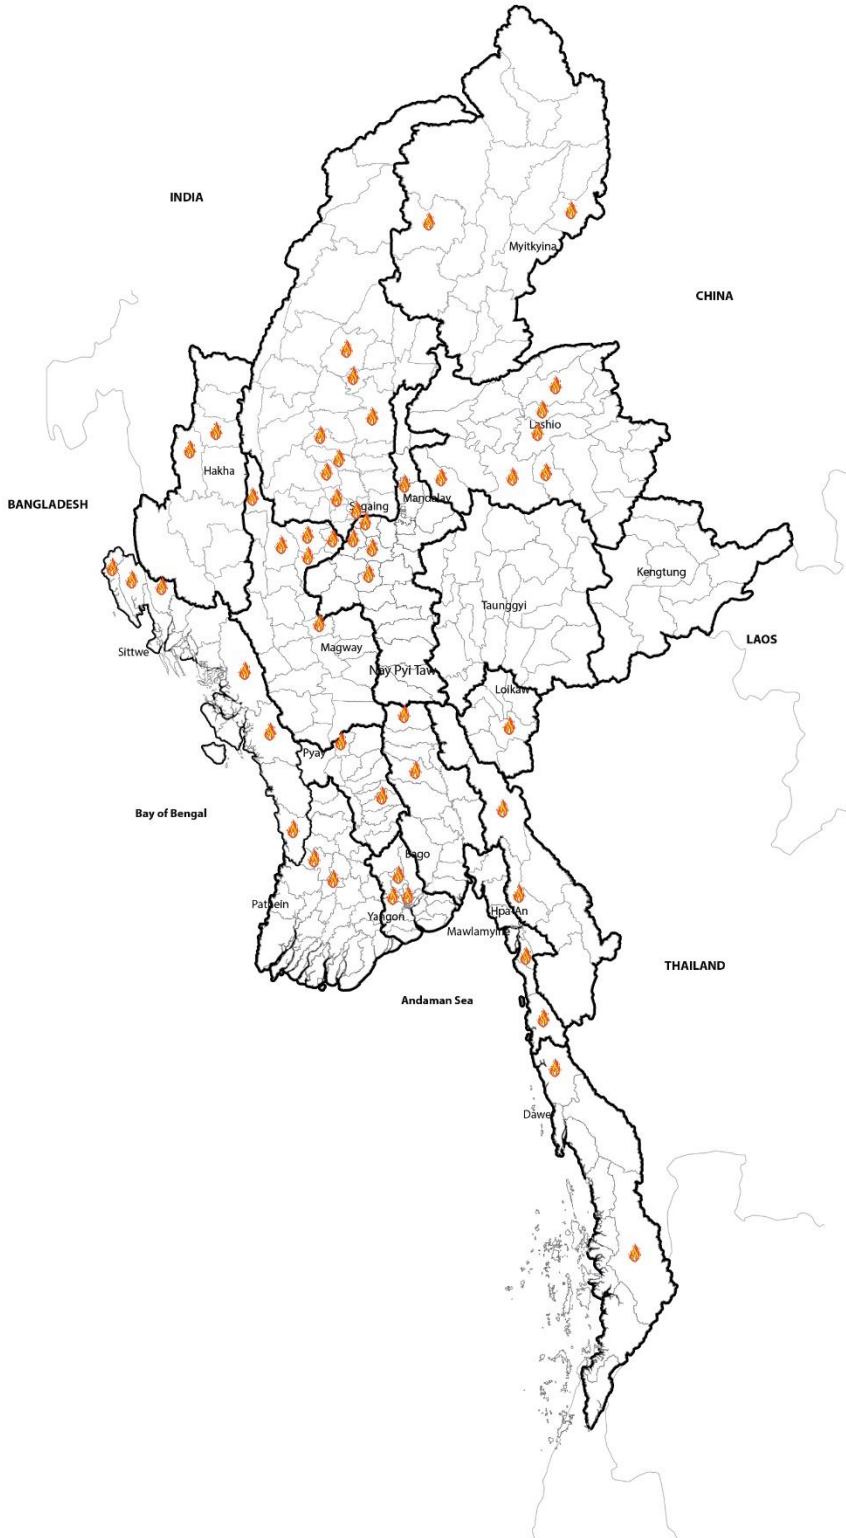 INDIA
Myitkyina
CHINA
Lashio
Hakha
Mandalay
BANGLADESH
Sagaing
Kengtung
Taunggyi
LAOS
Sittwe
Magway
Nay Pyi Taw
Loikaw
Pyay
Bay of Bengal
Bago
Pathein
Yangon
Hpa-An
Mawlamyine
THAILAND
Andaman Sea
Dawei